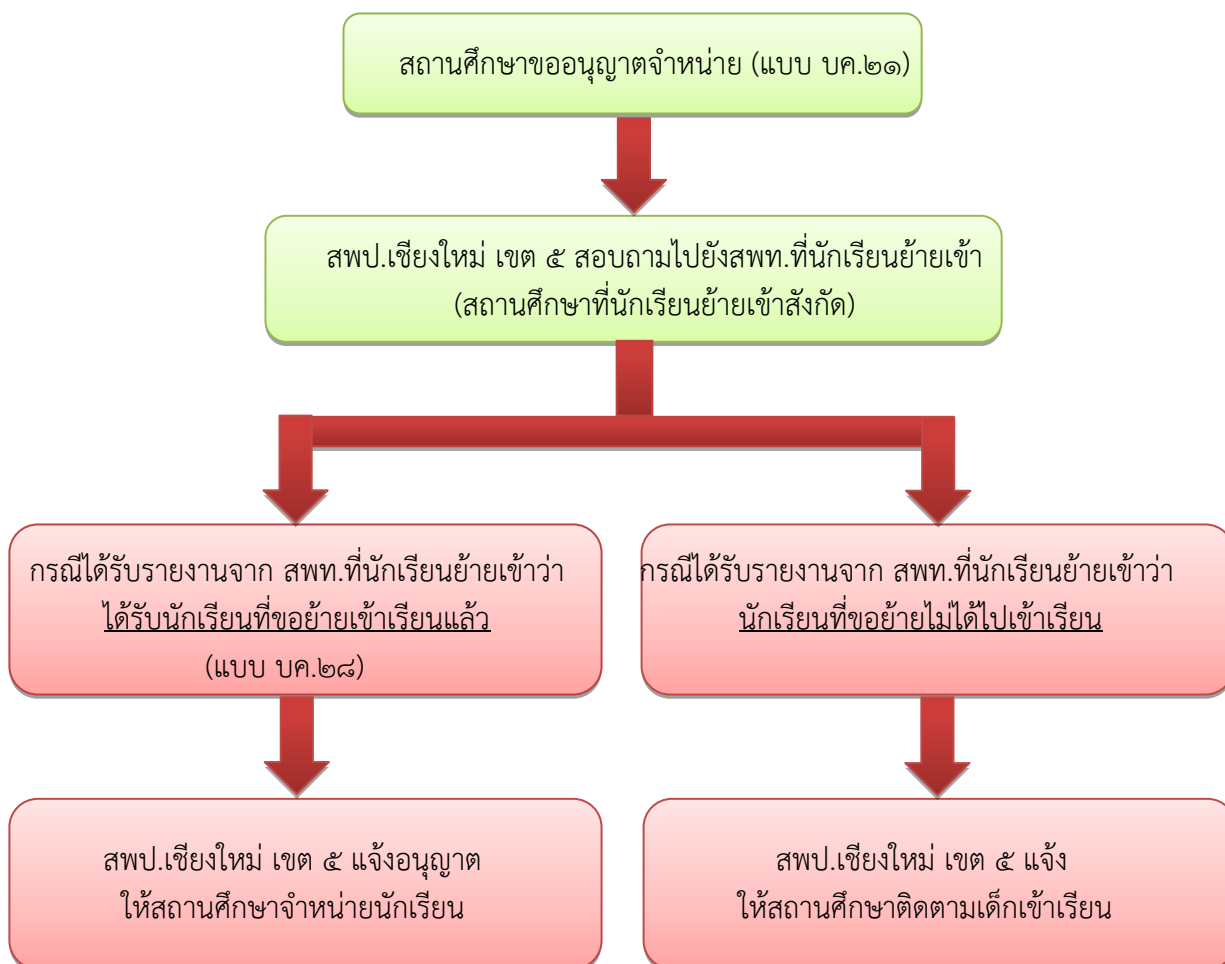 สถานศึกษาขออนุญาตจำหน่าย (แบบ บค.๒๑)
สพป.เชียงใหม่ เขต ๕ สอบถามไปยังสพท.ที่นักเรียนย้ายเข้า
(สถานศึกษาที่นักเรียนย้ายเข้าสังกัด)
กรณีได้รับรายงานจาก สพท.ที่นักเรียนย้ายเข้าว่า
ได้รับนักเรียนที่ขอย้ายเข้าเรียนแล้ว
(แบบ บค.๒๘)
กรณีได้รับรายงานจาก สพท.ที่นักเรียนย้ายเข้าว่า
นักเรียนที่ขอย้ายไม่ได้ไปเข้าเรียน
สพป.เชียงใหม่ เขต ๕ แจ้งอนุญาต
ให้สถานศึกษาจำหน่ายนักเรียน
สพป.เชียงใหม่ เขต ๕ แจ้ง
ให้สถานศึกษาติดตามเด็กเข้าเรียน